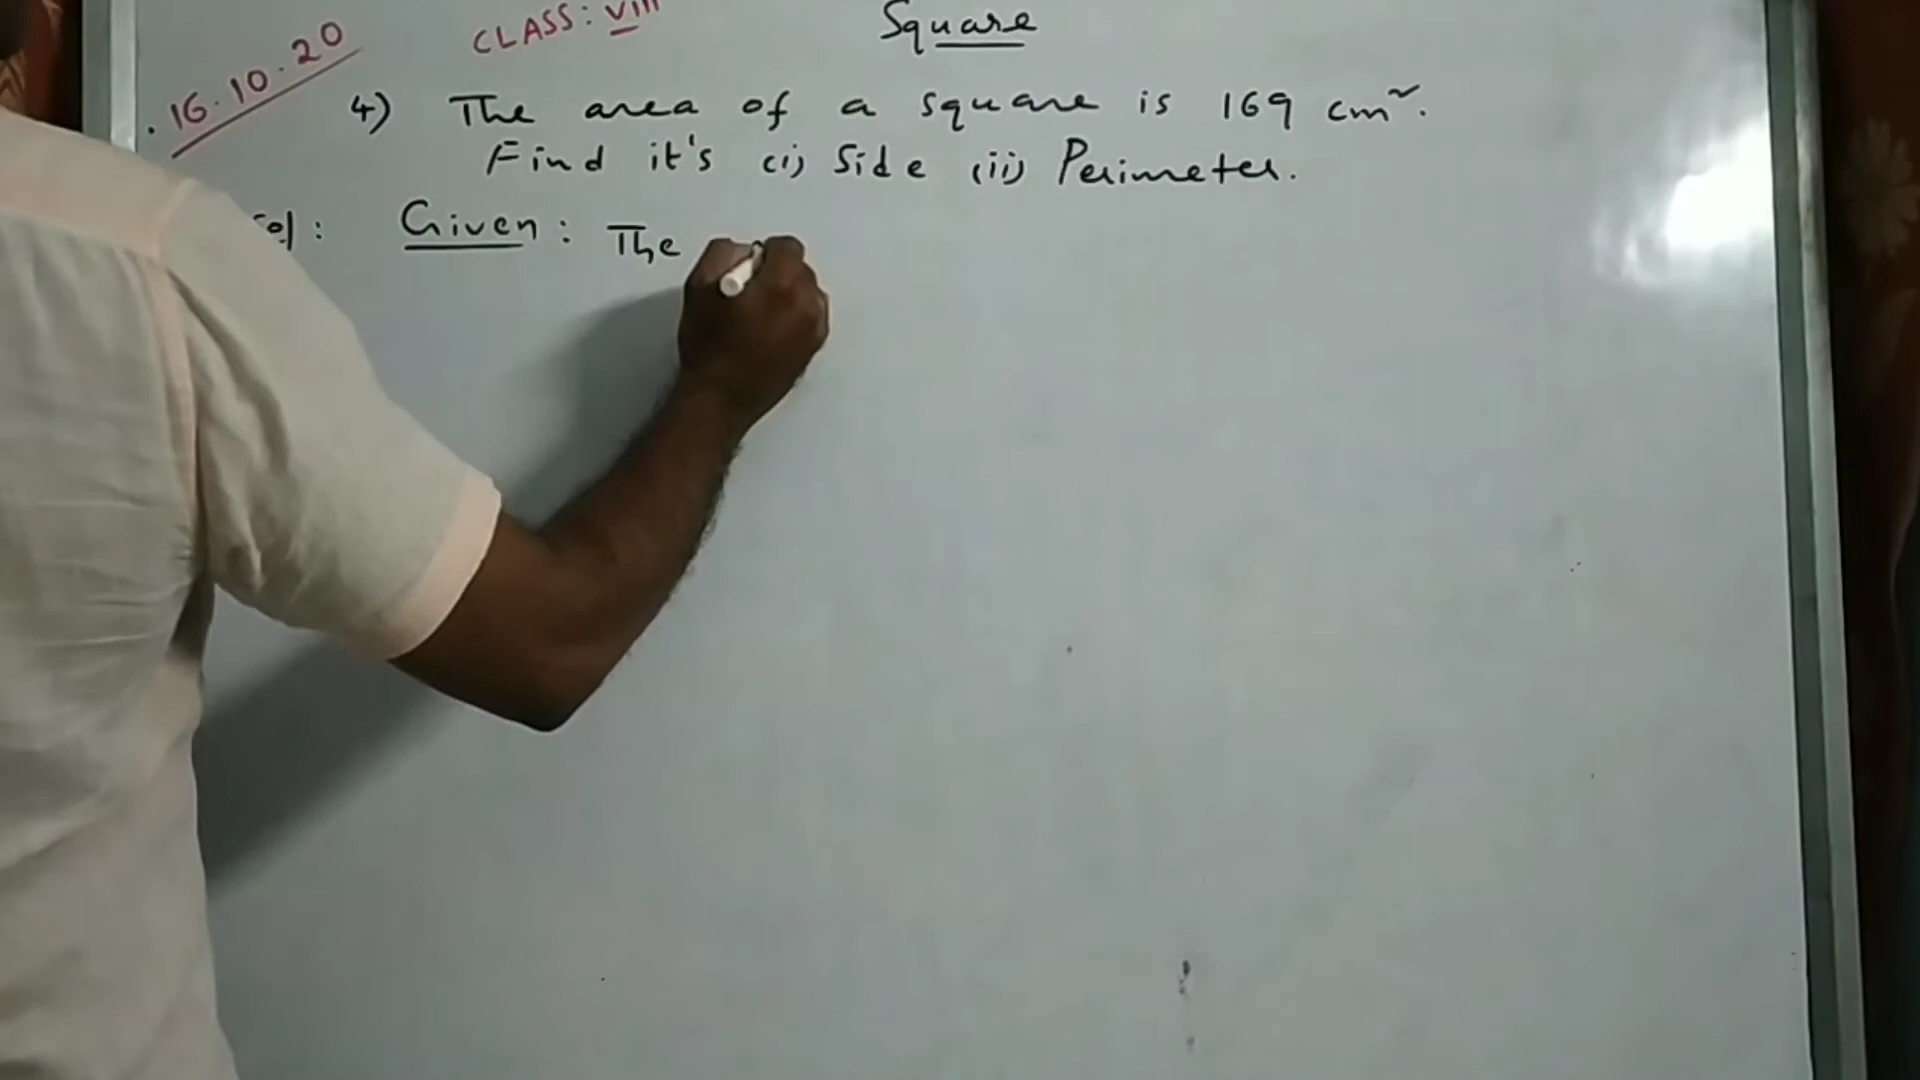 Square
CLASS: VIII
16.10.20
4) The area of a square is 169 cm².
Find it's (i) Side (ii) Perimeter.
Sol: Given: The